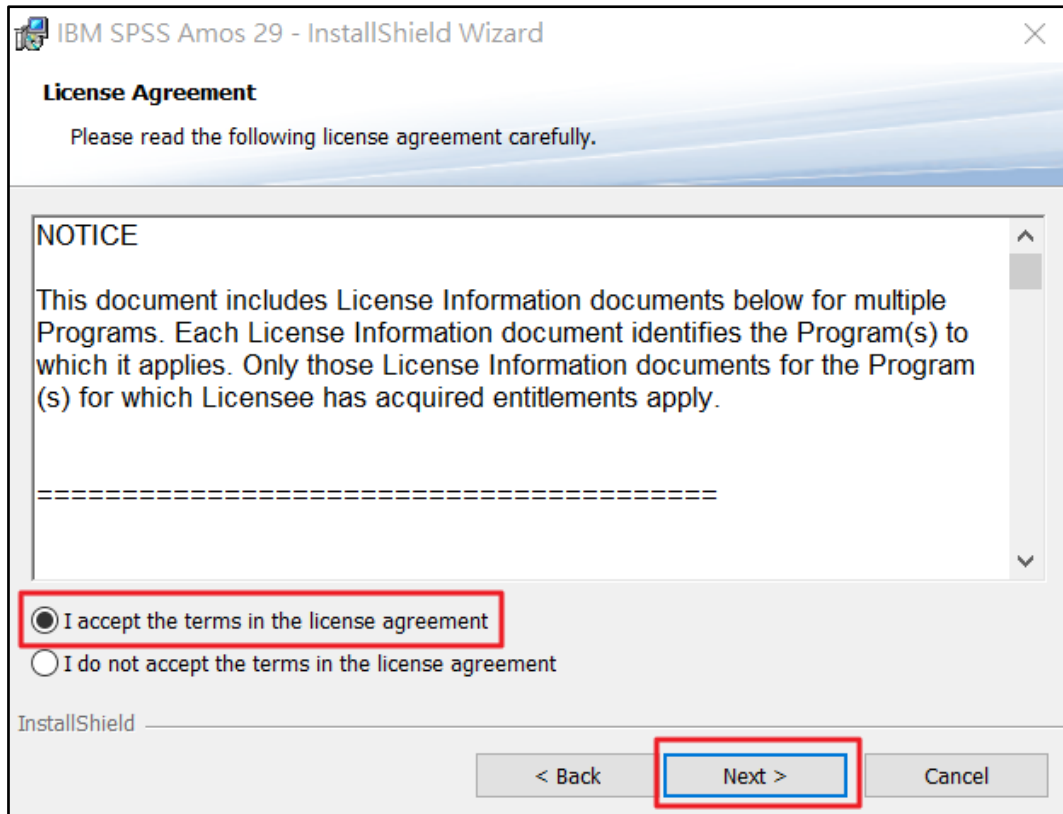 IBM SPSS Amos 29 - InstallShield Wizard
License Agreement
Please read the following license agreement carefully.
NOTICE
This document includes License Information documents below for multiple
Programs. Each License Information document identifies the Program(s) to
which it applies. Only those License Information documents for the Program
(s) for which Licensee has acquired entitlements apply.
========================================
I accept the terms in the license agreement
I do not accept the terms in the license agreement
InstallShield
< Back
Next >
Cancel